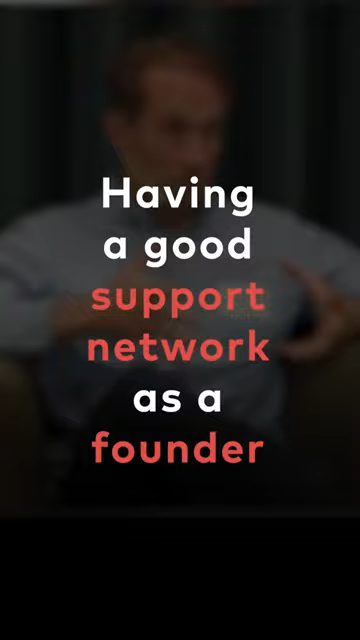 Having
a good
support
network
as a
founder